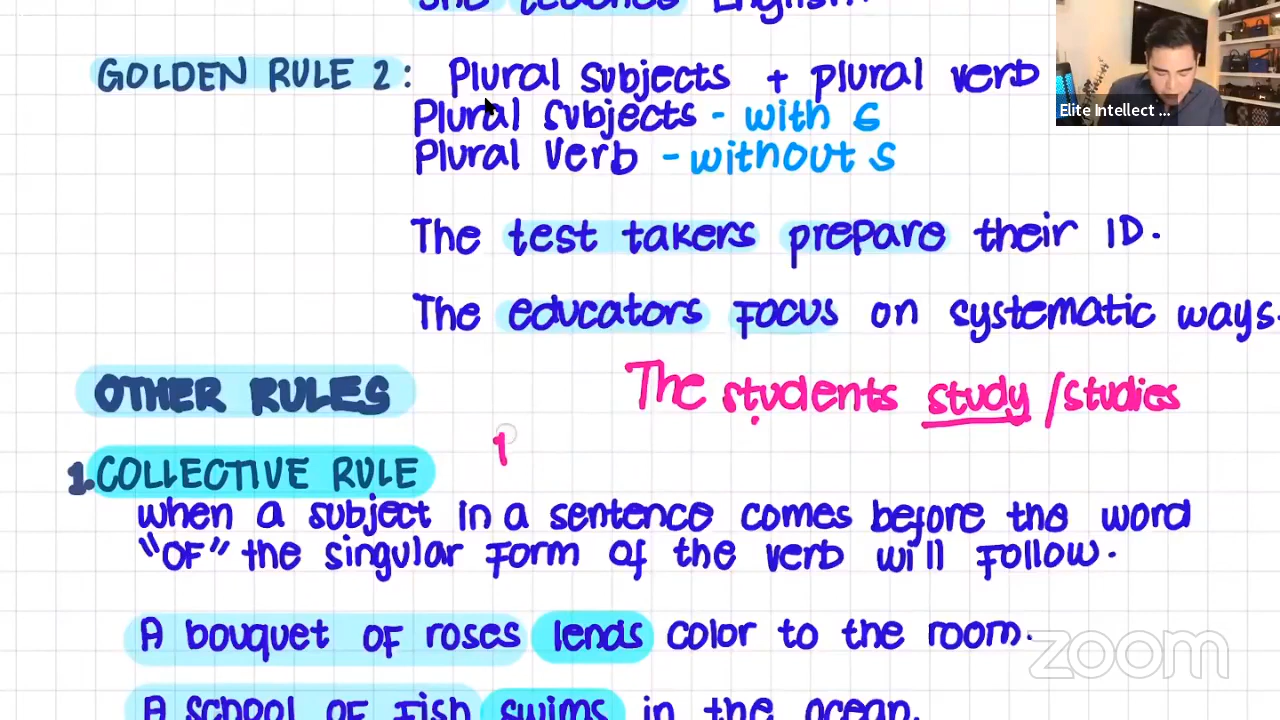 She teaches English.
GOLDEN RULE 2: Plural subjects + plural verb
Plural subjects - with S
Plural Verb - without S
The test takers prepare their ID.
The educators focus on systematic ways.
OTHER RULES
The students study / studies
1. COLLECTIVE RULE
when a subject in a sentence comes before the word
"OF" the singular form of the verb will follow.
A bouquet of roses lends color to the room.
A school of fish swims in the ocean.
Elite Intellect ...
zoom